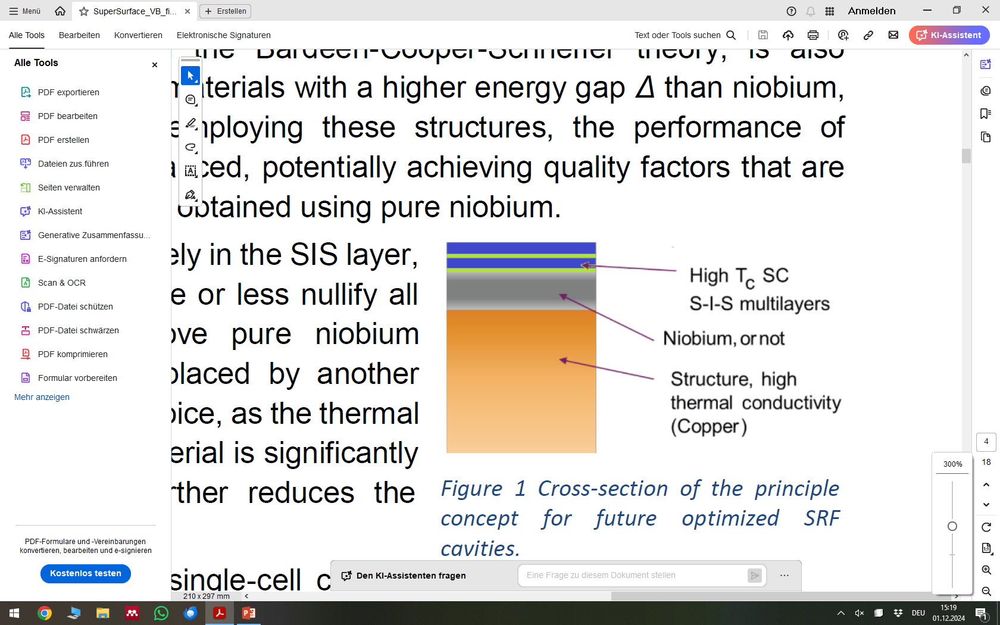 Menü
SuperSurface_VB_fi...
Erstellen
Anmelden
Alle Tools
Bearbeiten
Konvertieren
Elektronische Signaturen
Text oder Tools suchen
KI-Assistent
Alle Tools
PDF exportieren
PDF bearbeiten
PDF erstellen
Dateien zus.führen
Seiten verwalten
KI-Assistent
Generative Zusammenfassu...
E-Signaturen anfordern
Scan & OCR
PDF-Datei schützen
PDF-Datei schwärzen
PDF komprimieren
Formular vorbereiten
Mehr anzeigen
PDF-Formulare und -Vereinbarungen
konvertieren, bearbeiten und e-signieren
Kostenlos testen
the Bardeen-Cooper-Schrieffer theory, is also
materials with a higher energy gap Δ than niobium,
employing these structures, the performance of
ced, potentially achieving quality factors that are
obtained using pure niobium.
ely in the SIS layer,
e or less nullify all
ove pure niobium
placed by another
oice, as the thermal
erial is significantly
rther reduces the
single-cell c
High Tc SC
S-I-S multilayers
Niobium, or not
Structure, high
thermal conductivity
(Copper)
Figure 1 Cross-section of the principle
concept for future optimized SRF
cavities.
Den KI-Assistenten fragen
Eine Frage zu diesem Dokument stellen
210 x 297 mm
4
18
300%
1:1
DEU
15:19
01.12.2024
1